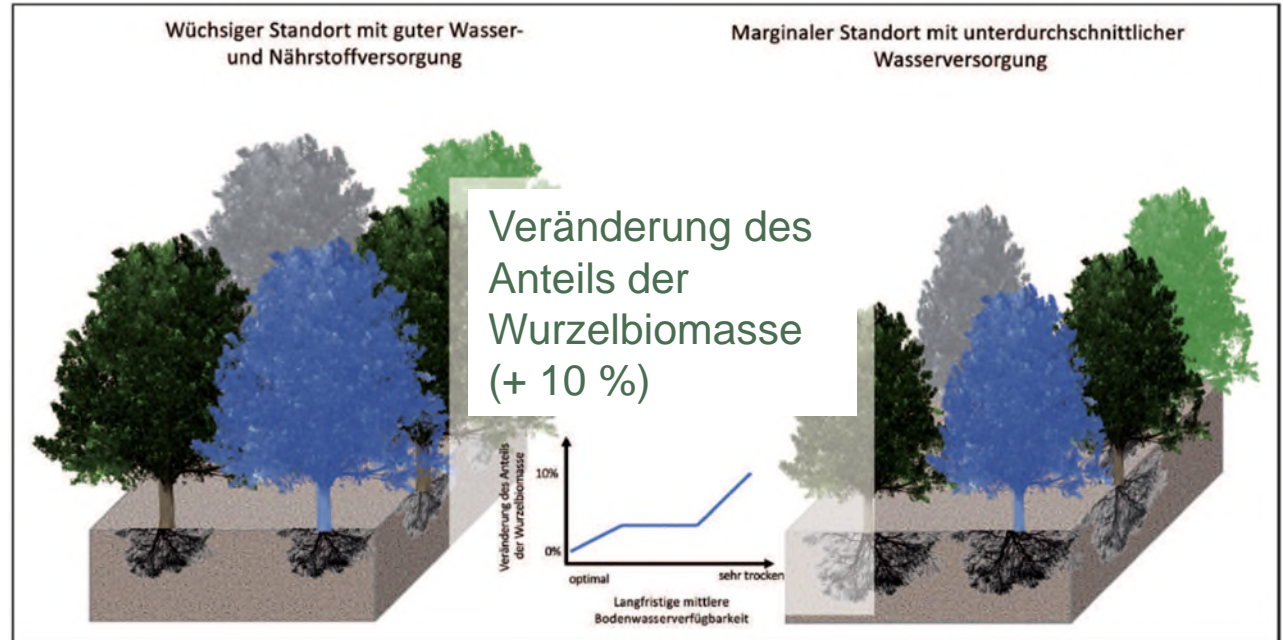 Wüchsiger Standort mit guter Wasser-
und Nährstoffversorgung
Marginaler Standort mit unterdurchschnittlicher
Wasserversorgung
Veränderung des
Anteils der
Wurzelbiomasse
(+ 10 %)
Veränderung des Anteils
der Wurzelbiomasse
10%
0%
optimal
sehr trocken
Langfristige mittlere
Bodenwasserverfügbarkeit